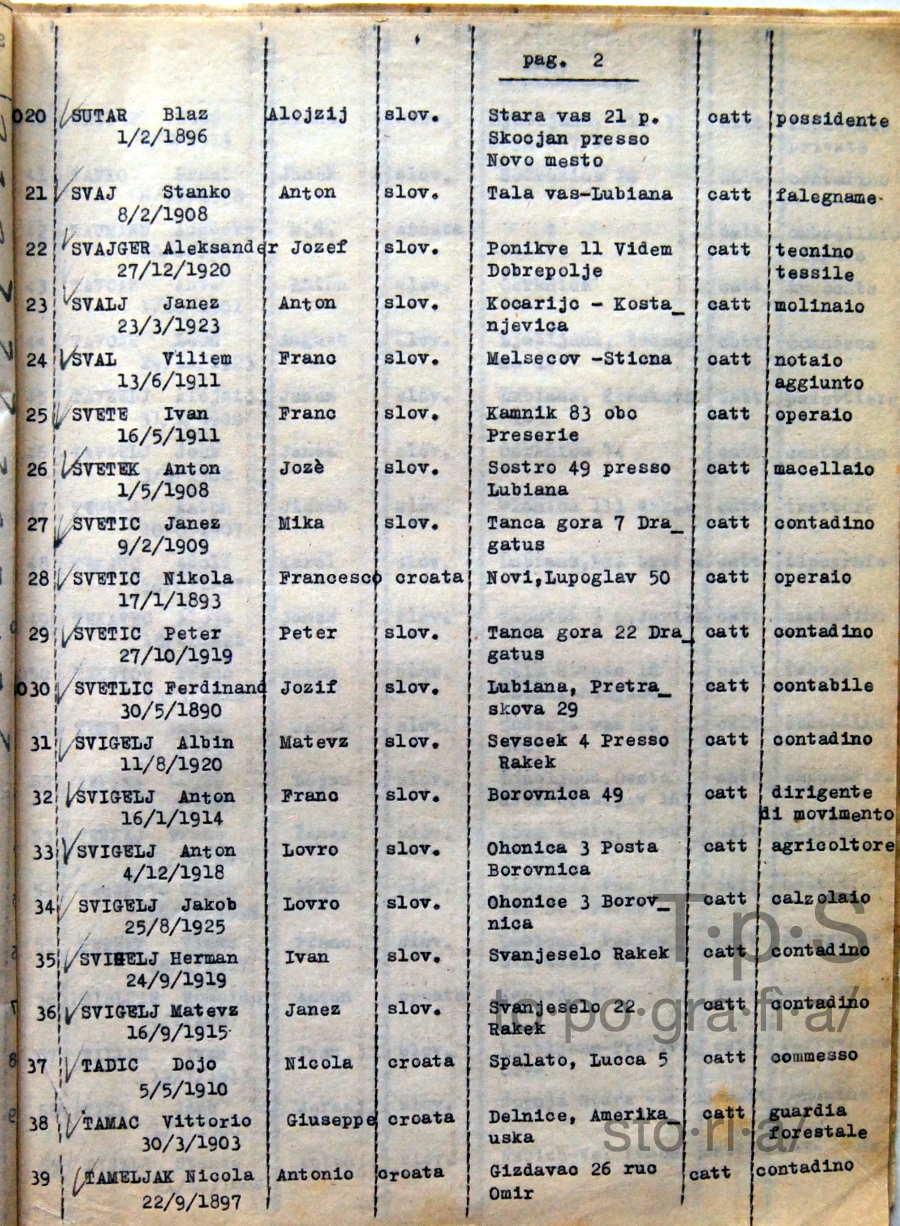 pag. 2
020 SUTAR Blaz Alojzij slov. Stara vas 21 p. catt possidente
1/2/1896 Skocjan presso
Novo mesto
21 SVAJ Stanko Anton slov. Tala vas-Lubiana catt falegname
8/2/1908
22 SVAJGER Aleksander Jozef slov. Ponikve 11 Videm catt tecnino
27/12/1920 Dobrepolje tessile
23 SVALJ Janez Anton slov. Kocarijc - Kosta_ catt molinaio
23/3/1923 njevica
24 SVAL Viliem Franc slov. Melsecov -Sticna catt notaio
13/6/1911 aggiunto
25 SVETE Ivan Franc slov. Kamnik 83 obc catt operaio
16/5/1911 Preserie
26 SVETEK Anton Jozè slov. Sostro 49 presso catt macellaio
1/5/1908 Lubiana
27 SVETIC Janez Mika slov. Tanca gora 7 Dra_ catt contadino
9/2/1909 gatus
28 SVETIC Nikola Francesco croata Novi,Lupoglav 50 catt operaio
17/1/1893
29 SVETIC Peter Peter slov. Tanca gora 22 Dra_ catt contadino
27/10/1919 gatus
030 SVETLIC Ferdinand Jozif slov. Lubiana, Pretra_ catt contabile
30/5/1890 skova 29
31 SVIGELJ Albin Matevz slov. Sevscek 4 Presso catt contadino
11/8/1920 Rakek
32 SVIGELJ Anton Franc slov. Borovnica 49 catt dirigente
16/1/1914 di movimento
33 SVIGELJ Anton Lovro slov. Ohonica 3 Posta catt agricoltore
4/12/1918 Borovnica
34 SVIGELJ Jakob Lovro slov. Ohonice 3 Borov_ catt calzolaio
25/8/1925 nica
35 SVIGELJ Herman Ivan slov. Svanjeselo Rakek catt contadino
24/9/1919
36 SVIGELJ Matevz Janez slov. Svanjeselo 22 catt contadino
16/9/1915 Rakek
37 TADIC Dojo Nicola croata Spalato, Lucca 5 catt commesso
5/5/1910
38 TAMAC Vittorio Giuseppe croata Delnice, Amerika_ catt guardia
30/3/1903 uska forestale
39 TAMELJAK Nicola Antonio croata Gizdavac 26 ruo catt contadino
22/9/1897 Omir
T·p·S
to·po·gra·fi·a/
sto·ri·a/